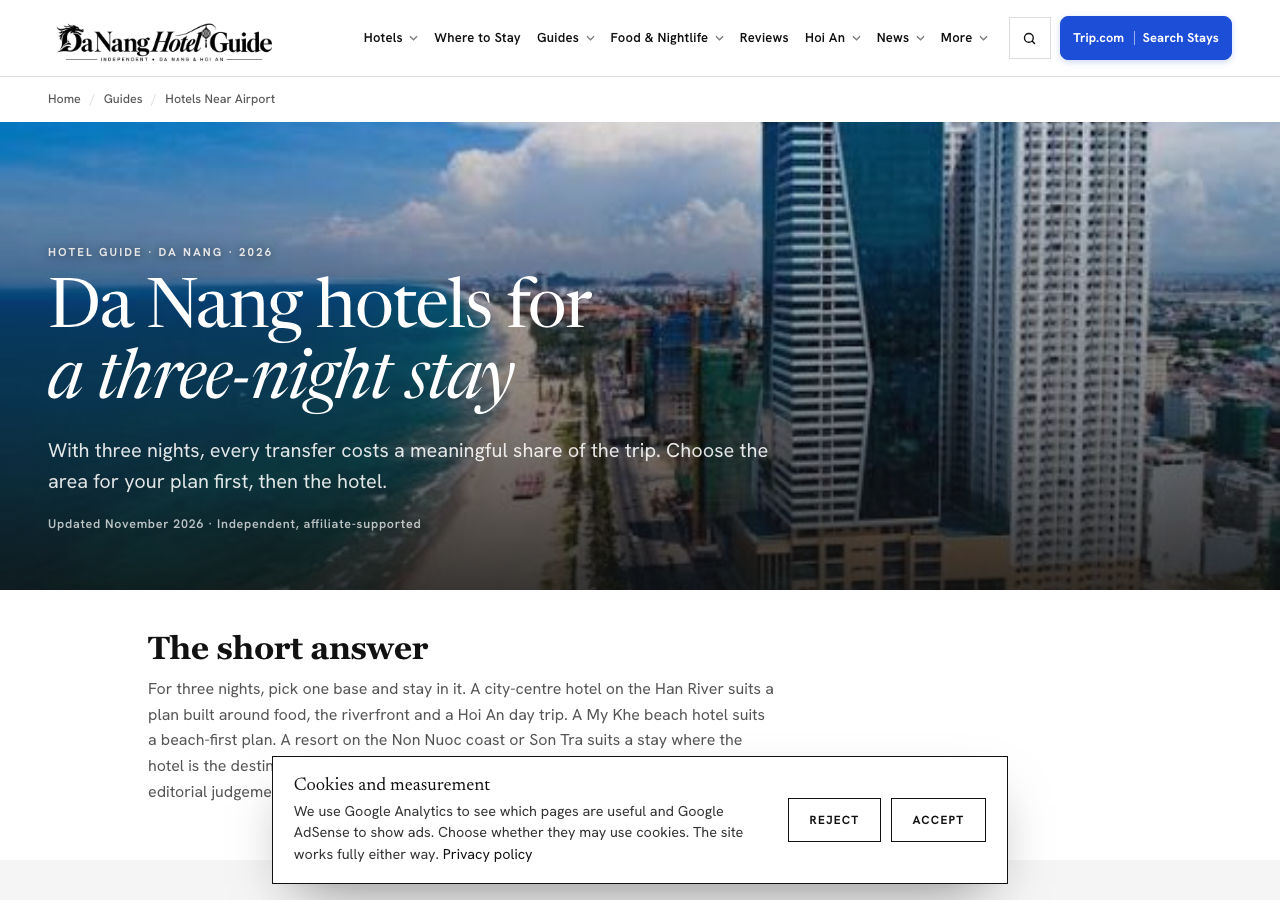 Da Nang Hotel Guide
INDEPENDENT • DA NANG & HOI AN
Hotels
Where to Stay
Guides
Food & Nightlife
Reviews
Hoi An
News
More
Trip.com | Search Stays
Home / Guides / Hotels Near Airport
HOTEL GUIDE · DA NANG · 2026
Da Nang hotels for
a three-night stay
With three nights, every transfer costs a meaningful share of the trip. Choose the
area for your plan first, then the hotel.
Updated November 2026 · Independent, affiliate-supported
The short answer
For three nights, pick one base and stay in it. A city-centre hotel on the Han River suits a
plan built around food, the riverfront and a Hoi An day trip. A My Khe beach hotel suits
a beach-first plan. A resort on the Non Nuoc coast or Son Tra suits a stay where the
hotel is the
editorial
Cookies and measurement
We use Google Analytics to see which pages are useful and Google
AdSense to show ads. Choose whether they may use cookies. The site
works fully either way. Privacy policy
REJECT
ACCEPT